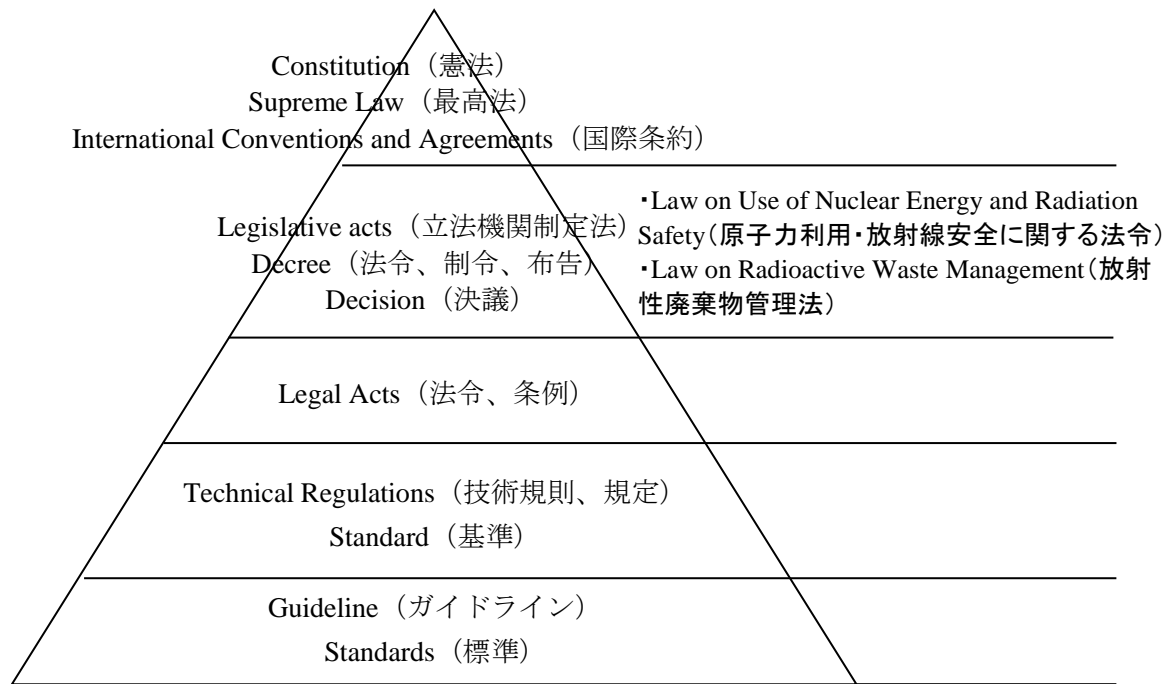 Constitution（憲法）
Supreme Law（最高法）
International Conventions and Agreements（国際条約）
Legislative acts（立法機関制定法）
Decree（法令、制令、布告）
Decision（決議）
・Law on Use of Nuclear Energy and Radiation
Safety（原子力利用・放射線安全に関する法令）
・Law on Radioactive Waste Management（放射
性廃棄物管理法）
Legal Acts（法令、条例）
Technical Regulations（技術規則、規定）
Standard（基準）
Guideline（ガイドライン）
Standards（標準）